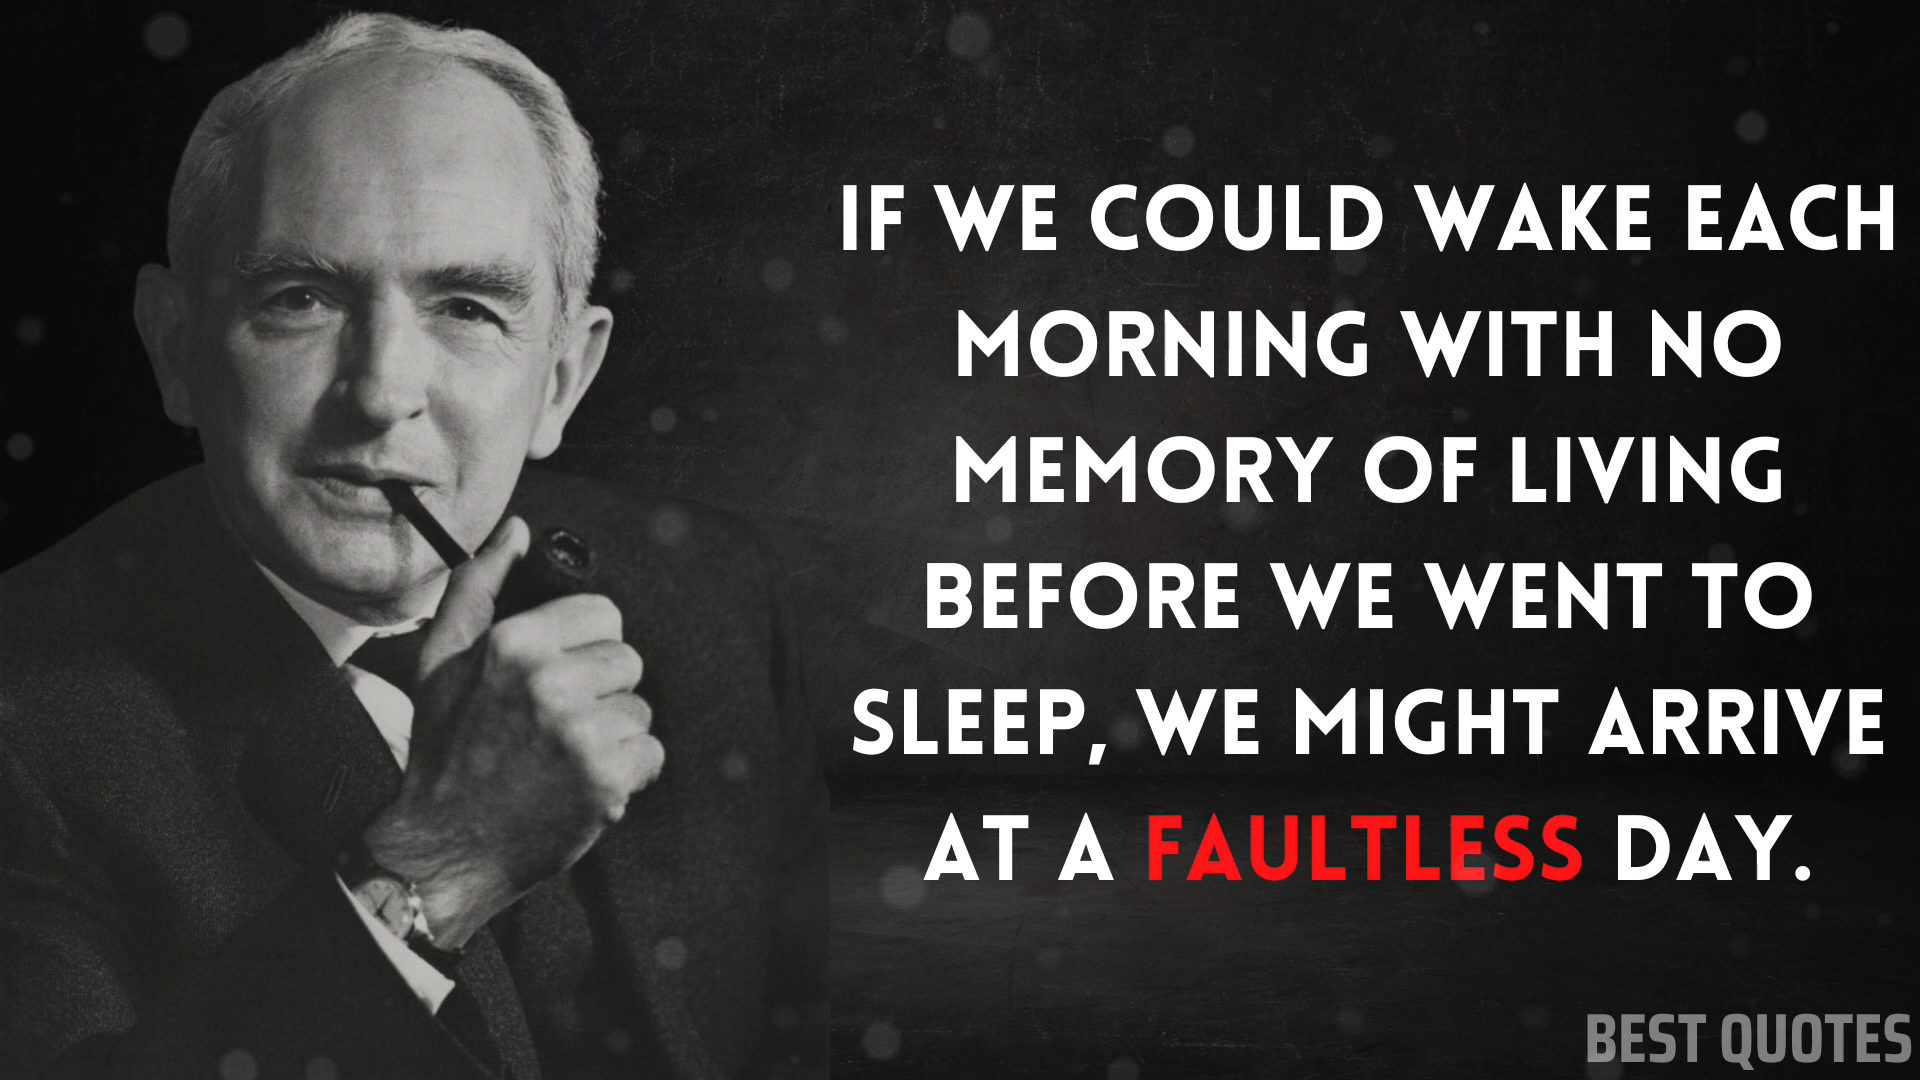 IF WE COULD WAKE EACH
MORNING WITH NO
MEMORY OF LIVING
BEFORE WE WENT TO
SLEEP, WE MIGHT ARRIVE
AT A FAULTLESS DAY.
BEST QUOTES